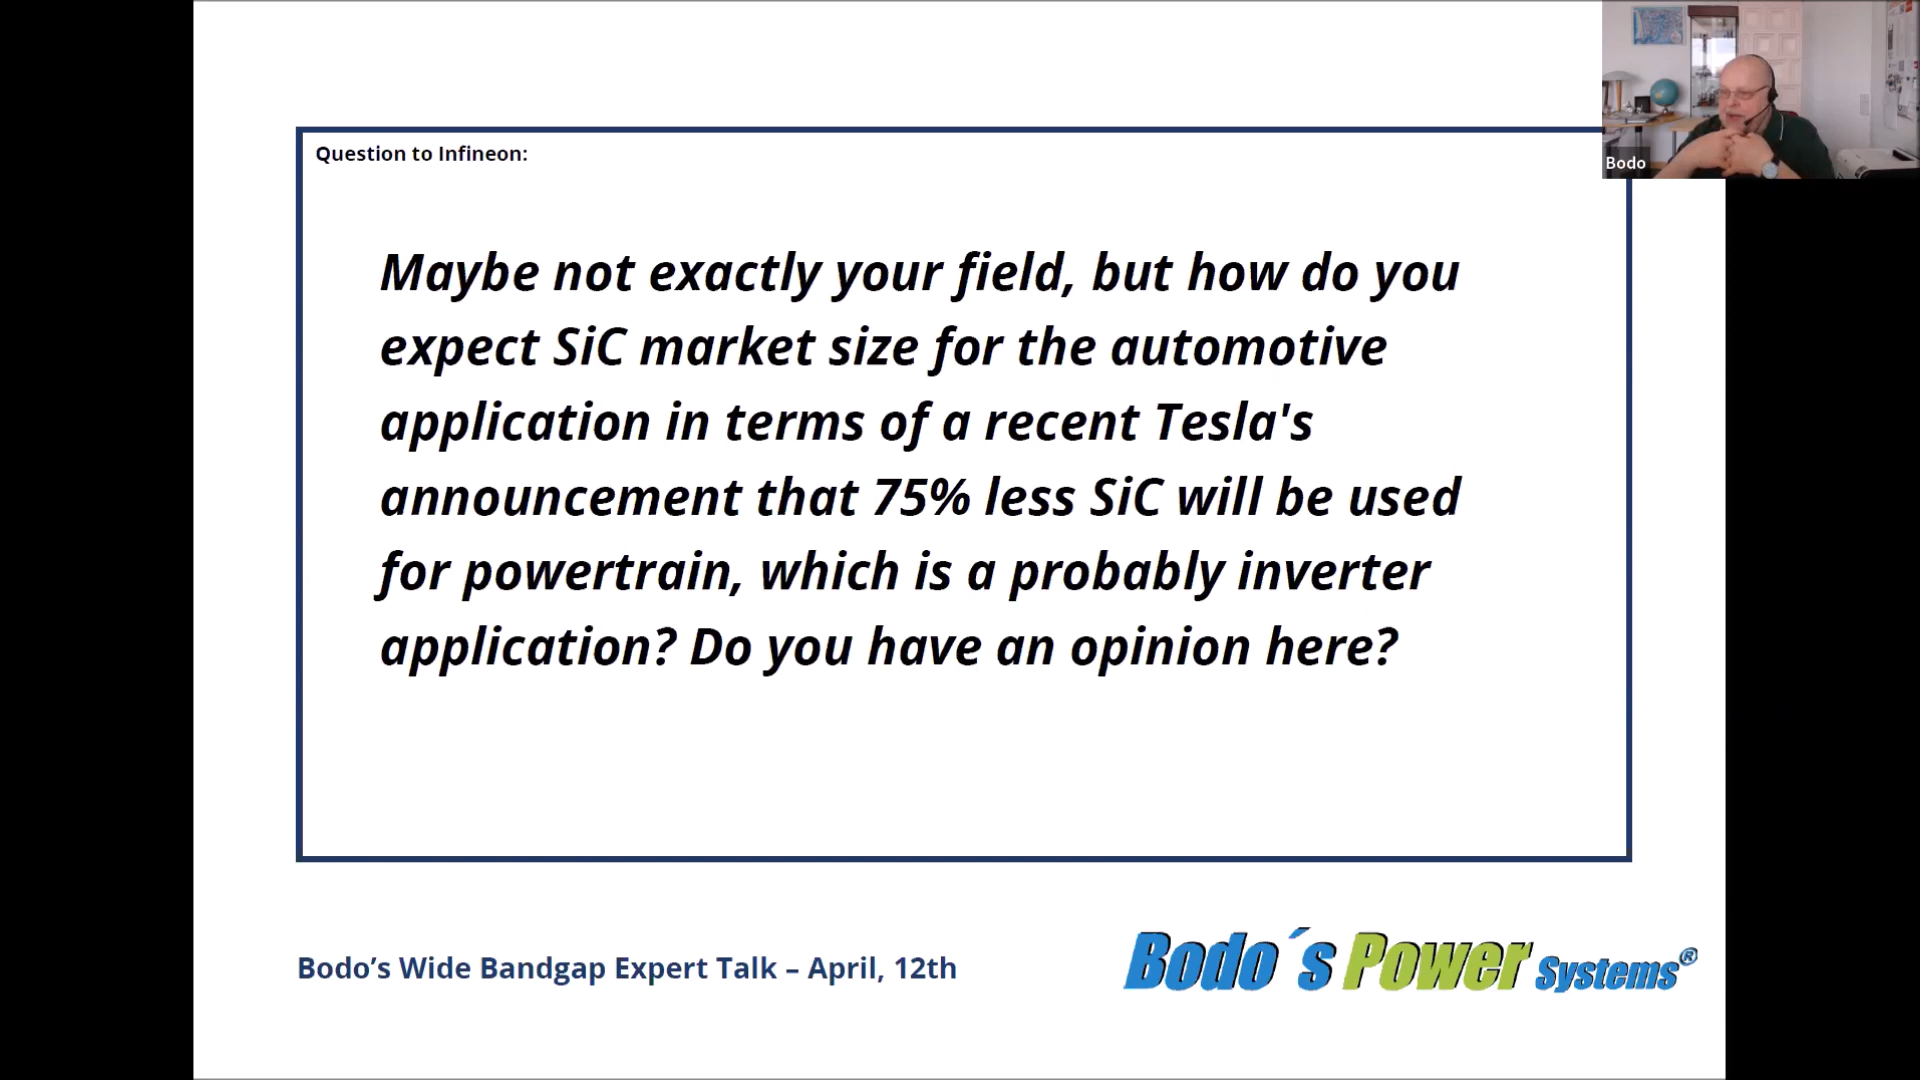 Question to Infineon:
Maybe not exactly your field, but how do you
expect SiC market size for the automotive
application in terms of a recent Tesla's
announcement that 75% less SiC will be used
for powertrain, which is a probably inverter
application? Do you have an opinion here?
Bodo
Bodo’s Wide Bandgap Expert Talk – April, 12th
Bodo´s Power Systems®